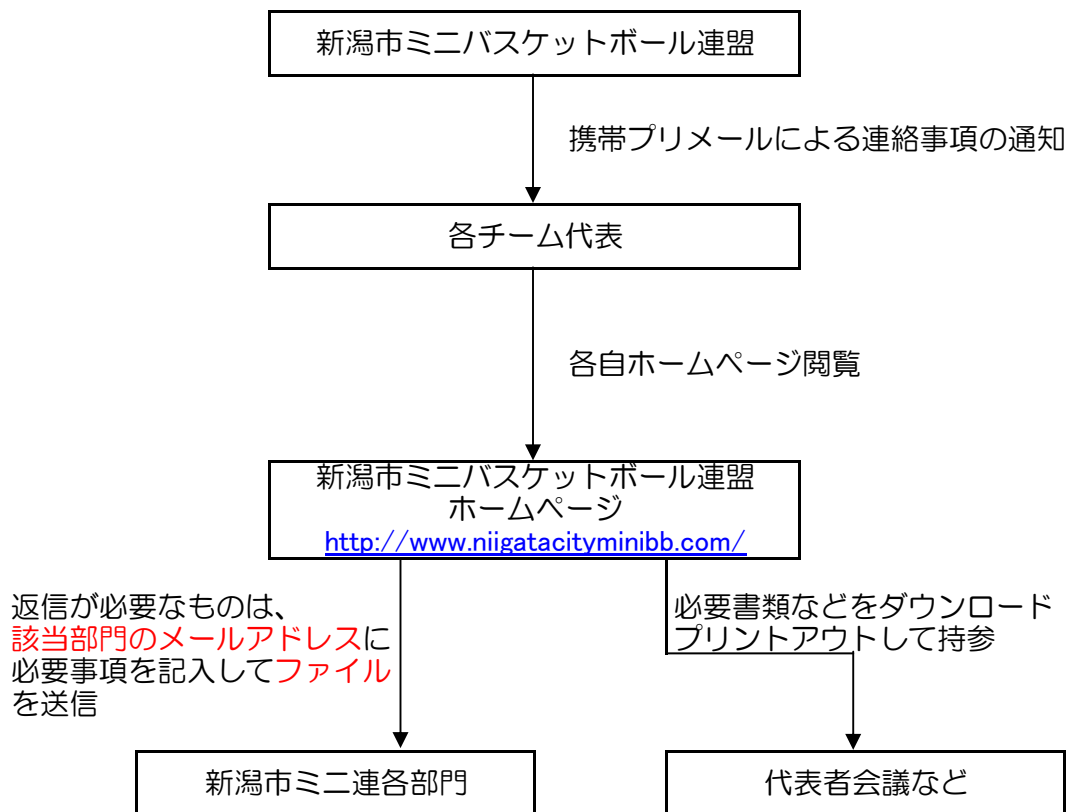 新潟市ミニバスケットボール連盟
携帯プリメールによる連絡事項の通知
各チーム代表
各自ホームページ閲覧
新潟市ミニバスケットボール連盟
ホームページ
http://www.niigatacityminibb.com/
返信が必要なものは、
該当部門のメールアドレスに
必要事項を記入してファイル
を送信
必要書類などをダウンロード
プリントアウトして持参
新潟市ミニ連各部門
代表者会議など